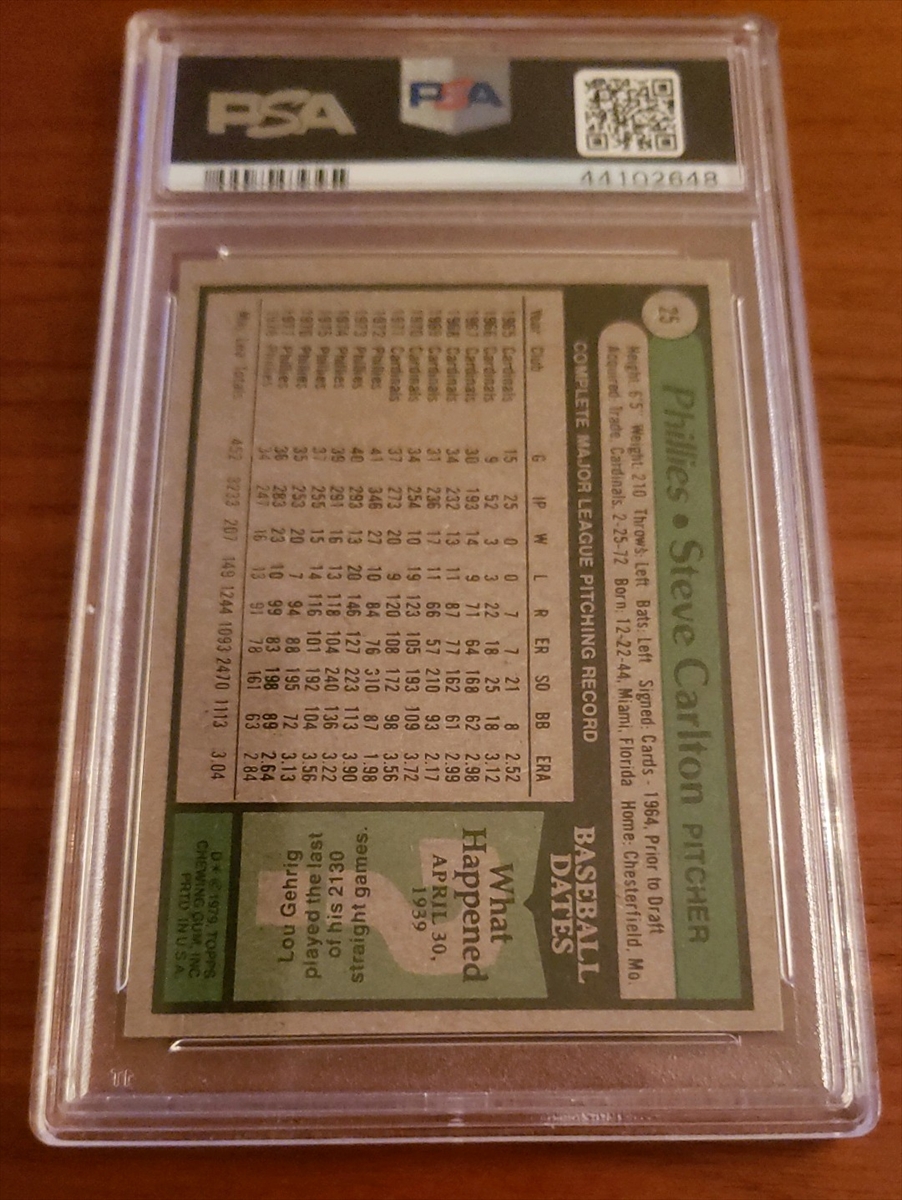 PSA
PSA
44102648
25
Phillies • Steve Carlton PITCHER
Height: 6'5" Weight: 210 Throws: Left Bats: Left Signed: Cards - 1964, Prior to Draft
Acquired: Trade, Cardinals, 2-25-72 Born: 12-22-44, Miami, Florida Home: Chesterfield, Mo.
COMPLETE MAJOR LEAGUE PITCHING RECORD
Year Club G IP W L R ER SO BB ERA
1965 Cardinals 15 25 0 0 7 7 21 8 2.52
1966 Cardinals 9 52 3 3 22 18 25 18 3.12
1967 Cardinals 30 193 14 9 71 64 168 62 2.98
1968 Cardinals 34 232 13 11 87 77 162 61 2.99
1969 Cardinals 31 236 17 11 66 57 210 93 2.17
1970 Cardinals 34 254 10 19 123 105 193 109 3.72
1971 Cardinals 37 273 20 9 120 108 172 98 3.56
1972 Phillies 41 346 27 10 84 76 310 87 1.98
1973 Phillies 40 293 13 20 146 127 223 113 3.90
1974 Phillies 39 291 16 13 118 104 240 136 3.22
1975 Phillies 37 255 15 14 116 101 192 104 3.56
1976 Phillies 35 253 20 7 94 88 195 72 3.13
1977 Phillies 36 283 23 10 99 83 198 89 2.64
1978 Phillies 34 247 16 13 91 78 161 63 2.84
Maj. Lea. Totals 452 3233 207 149 1244 1093 2470 1113 3.04
BASEBALL
DATES
What
Happened
APRIL 30,
1939
?
Lou Gehrig
played the last
of his 2130
straight games.
D* © 1979 TOPPS
CHEWING GUM, INC.
PRTD. IN U.S.A.